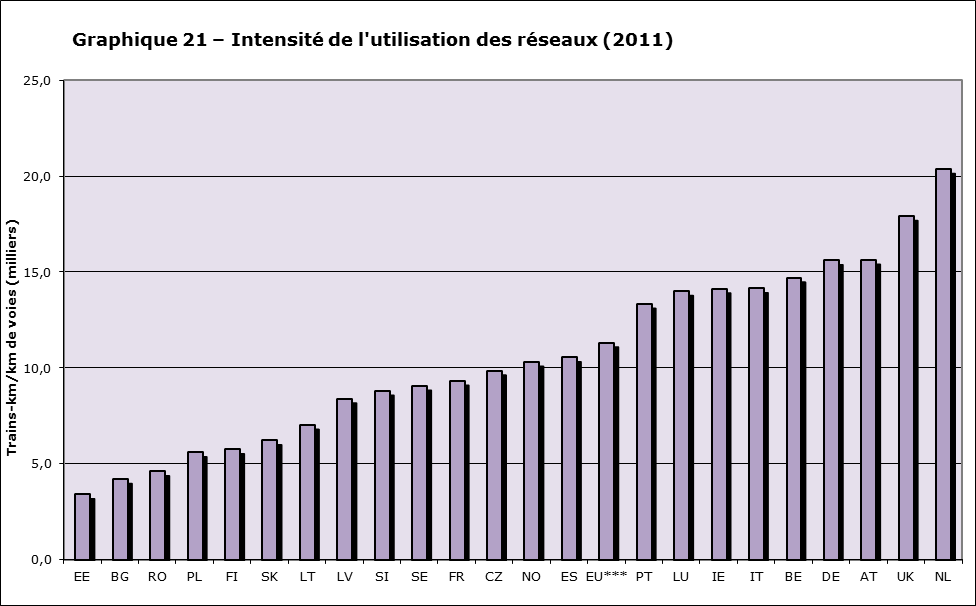 Graphique 21 – Intensité de l'utilisation des réseaux (2011)
Trains-km/km de voies (milliers)
25,0
20,0
15,0
10,0
5,0
0,0
EE BG RO PL FI SK LT LV SI SE FR CZ NO ES EU*** PT LU IE IT BE DE AT UK NL